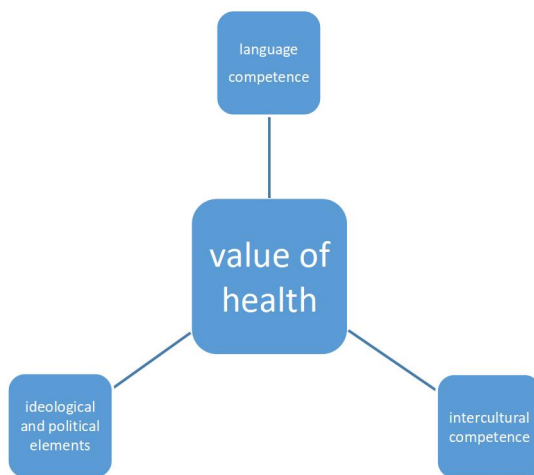 language
competence
value of
health
ideological
and political
elements
intercultural
competence